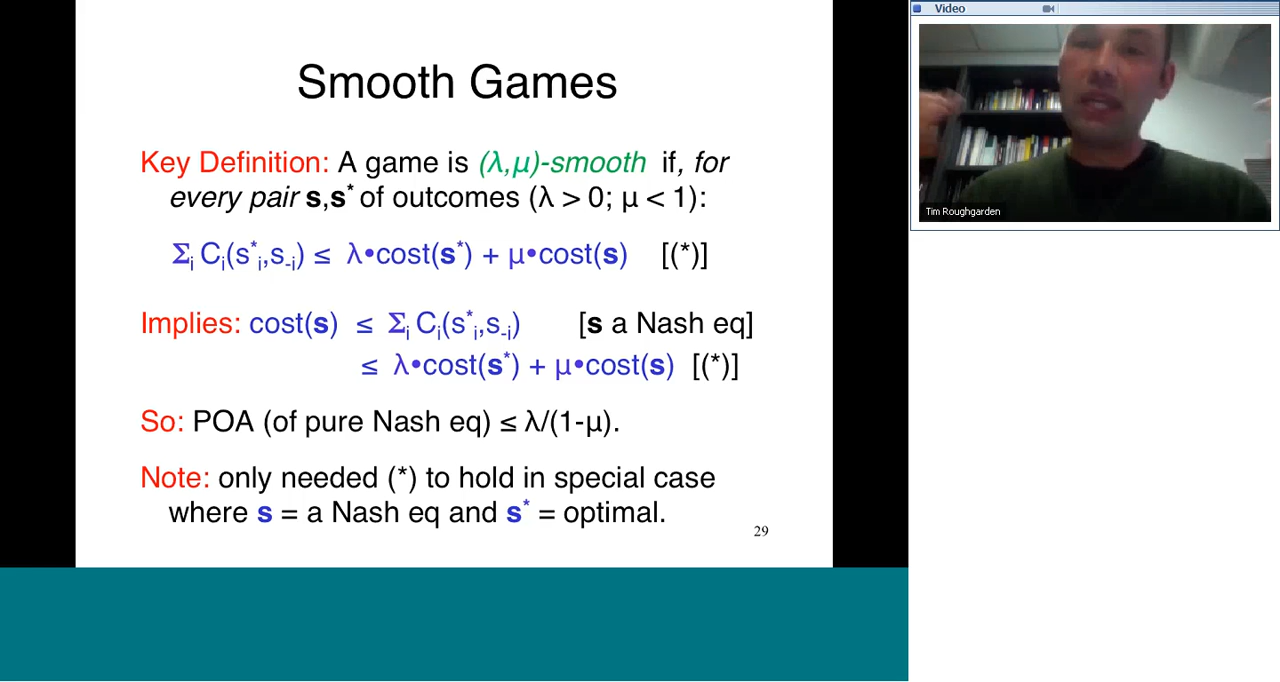 Smooth Games
Key Definition: A game is (λ,μ)-smooth if, for
every pair s,s* of outcomes (λ > 0; μ < 1):
Σi Ci(s*i,s-i) ≤ λ•cost(s*) + μ•cost(s) [(*)]
Implies: cost(s) ≤ Σi Ci(s*i,s-i) [s a Nash eq]
≤ λ•cost(s*) + μ•cost(s) [(*)]
So: POA (of pure Nash eq) ≤ λ/(1-μ).
Note: only needed (*) to hold in special case
where s = a Nash eq and s* = optimal.
29
Video
Tim Roughgarden